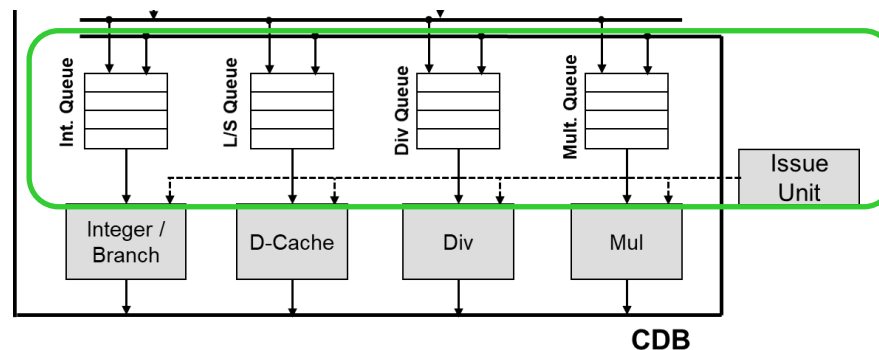 Int. Queue
L/S Queue
Div Queue
Mult. Queue
Issue
Unit
Integer /
Branch
D-Cache
Div
Mul
CDB